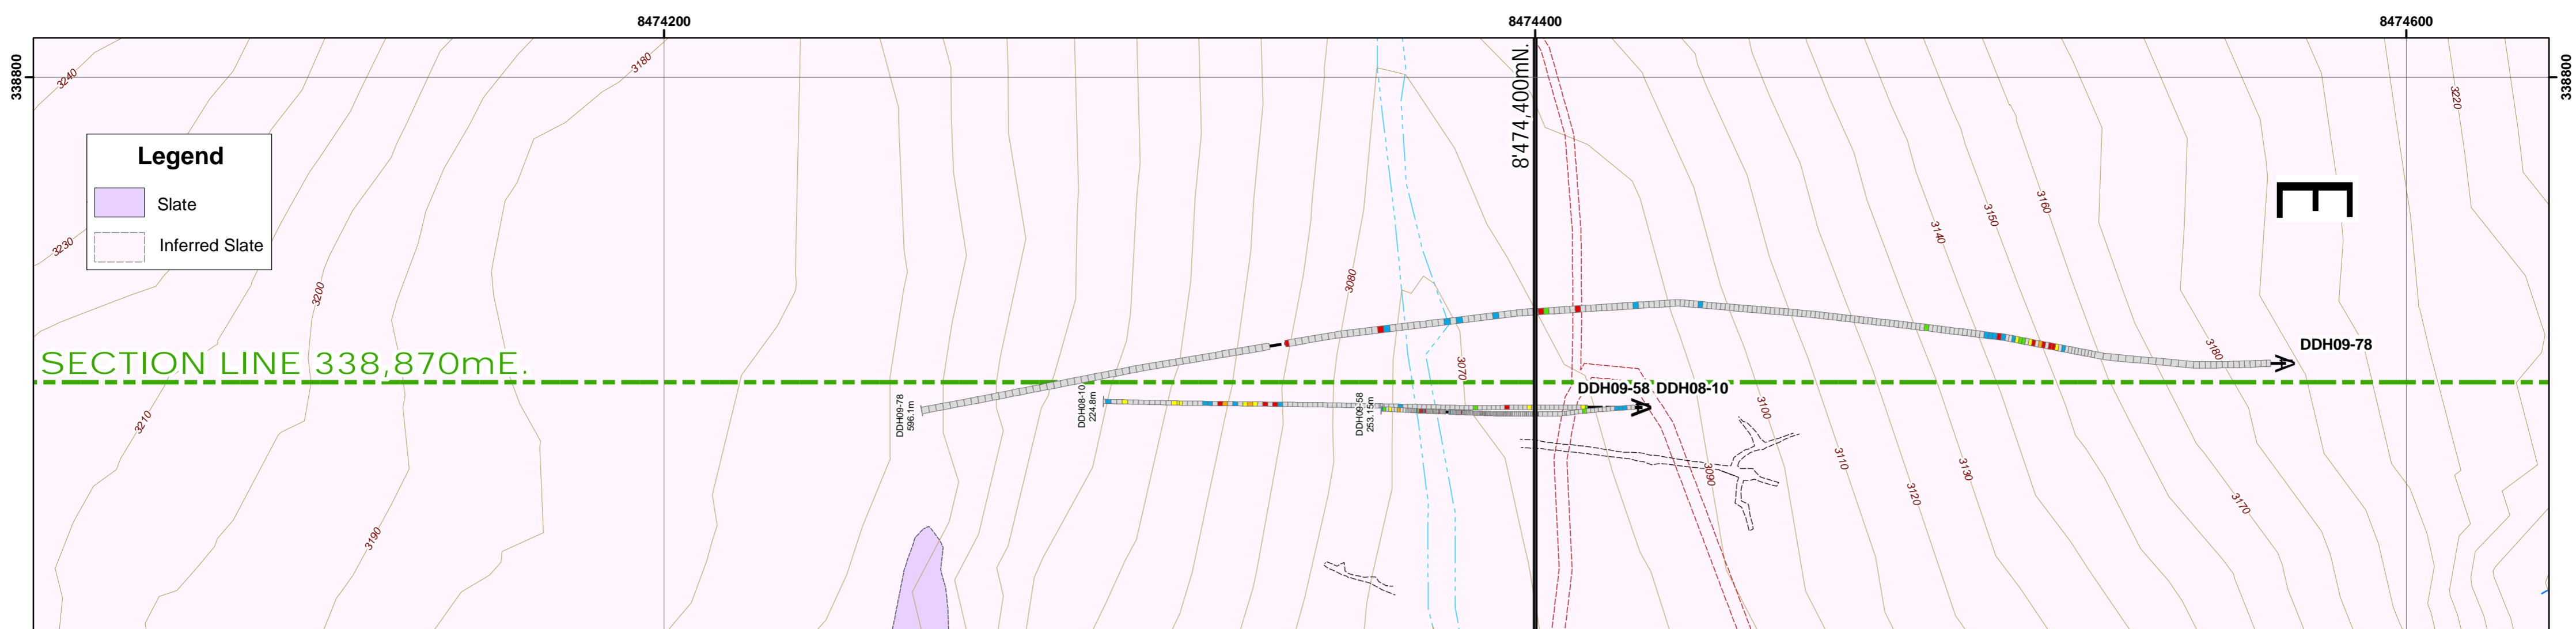 8474200
8474400
8474600
338800
338800
3240
3180
3220
8'474,400mN.
Legend
Slate
Inferred Slate
E
3230
3200
3080
3140
3150
3160
SECTION LINE 338,870mE.
3070
3180
DDH09-78
DDH09-58 DDH08-10
DDH09-78
596.1m
DDH08-10
224.8m
DDH09-58
253.15m
3210
3190
3100
3090
3110
3120
3130
3170